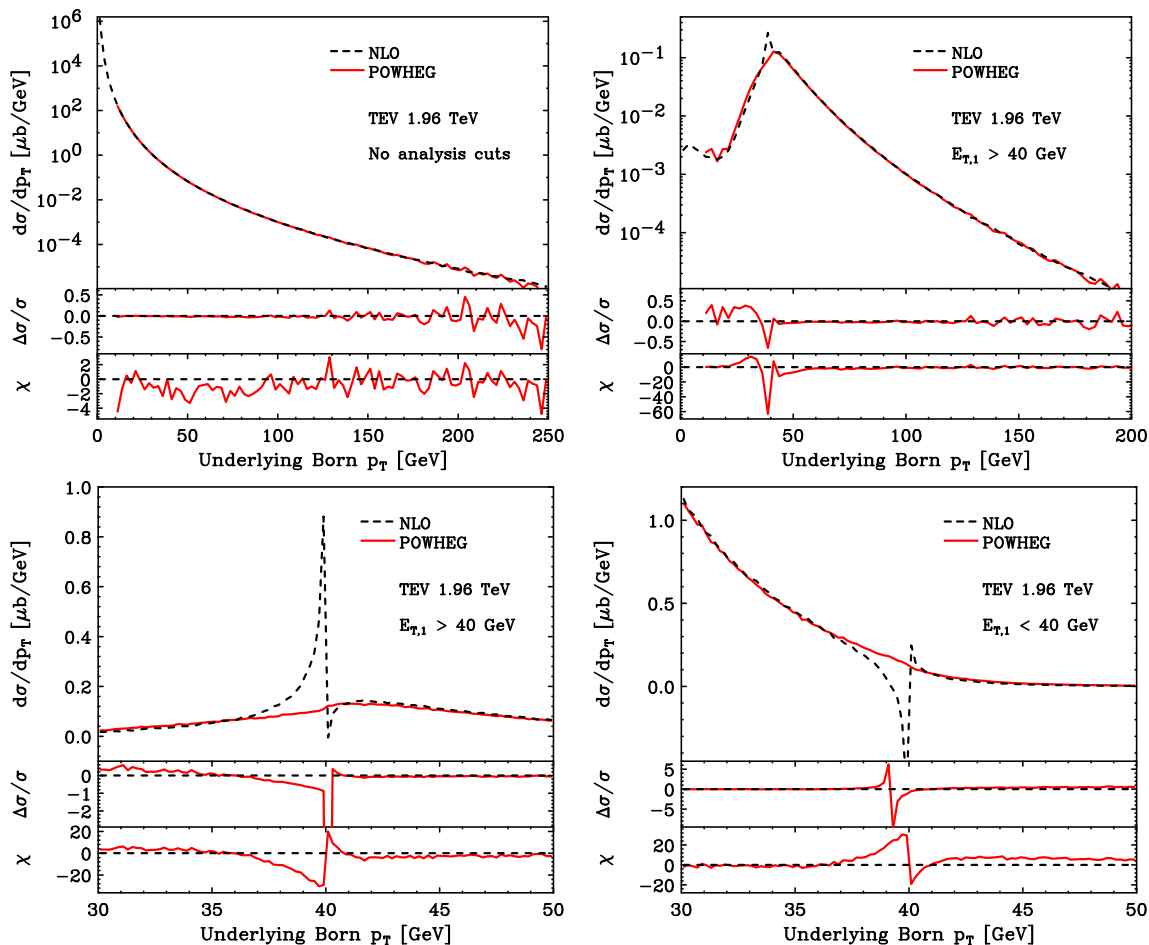 10^6
10^4
10^2
10^0
10^−2
10^−4
dσ/dp_T [μb/GeV]
NLO
POWHEG
TEV 1.96 TeV
No analysis cuts
0.5
0.0
−0.5
Δσ/σ
2
0
−2
−4
χ
0 50 100 150 200 250
Underlying Born p_T [GeV]
10^−1
10^−2
10^−3
10^−4
dσ/dp_T [μb/GeV]
NLO
POWHEG
TEV 1.96 TeV
E_T,1 > 40 GeV
0.5
0.0
−0.5
Δσ/σ
0
−20
−40
−60
χ
0 50 100 150 200
Underlying Born p_T [GeV]
1.0
0.8
0.6
0.4
0.2
0.0
dσ/dp_T [μb/GeV]
NLO
POWHEG
TEV 1.96 TeV
E_T,1 > 40 GeV
0
−1
−2
Δσ/σ
20
0
−20
χ
30 35 40 45 50
Underlying Born p_T [GeV]
1.0
0.5
0.0
dσ/dp_T [μb/GeV]
NLO
POWHEG
TEV 1.96 TeV
E_T,1 < 40 GeV
5
0
−5
Δσ/σ
20
0
−20
χ
30 35 40 45 50
Underlying Born p_T [GeV]